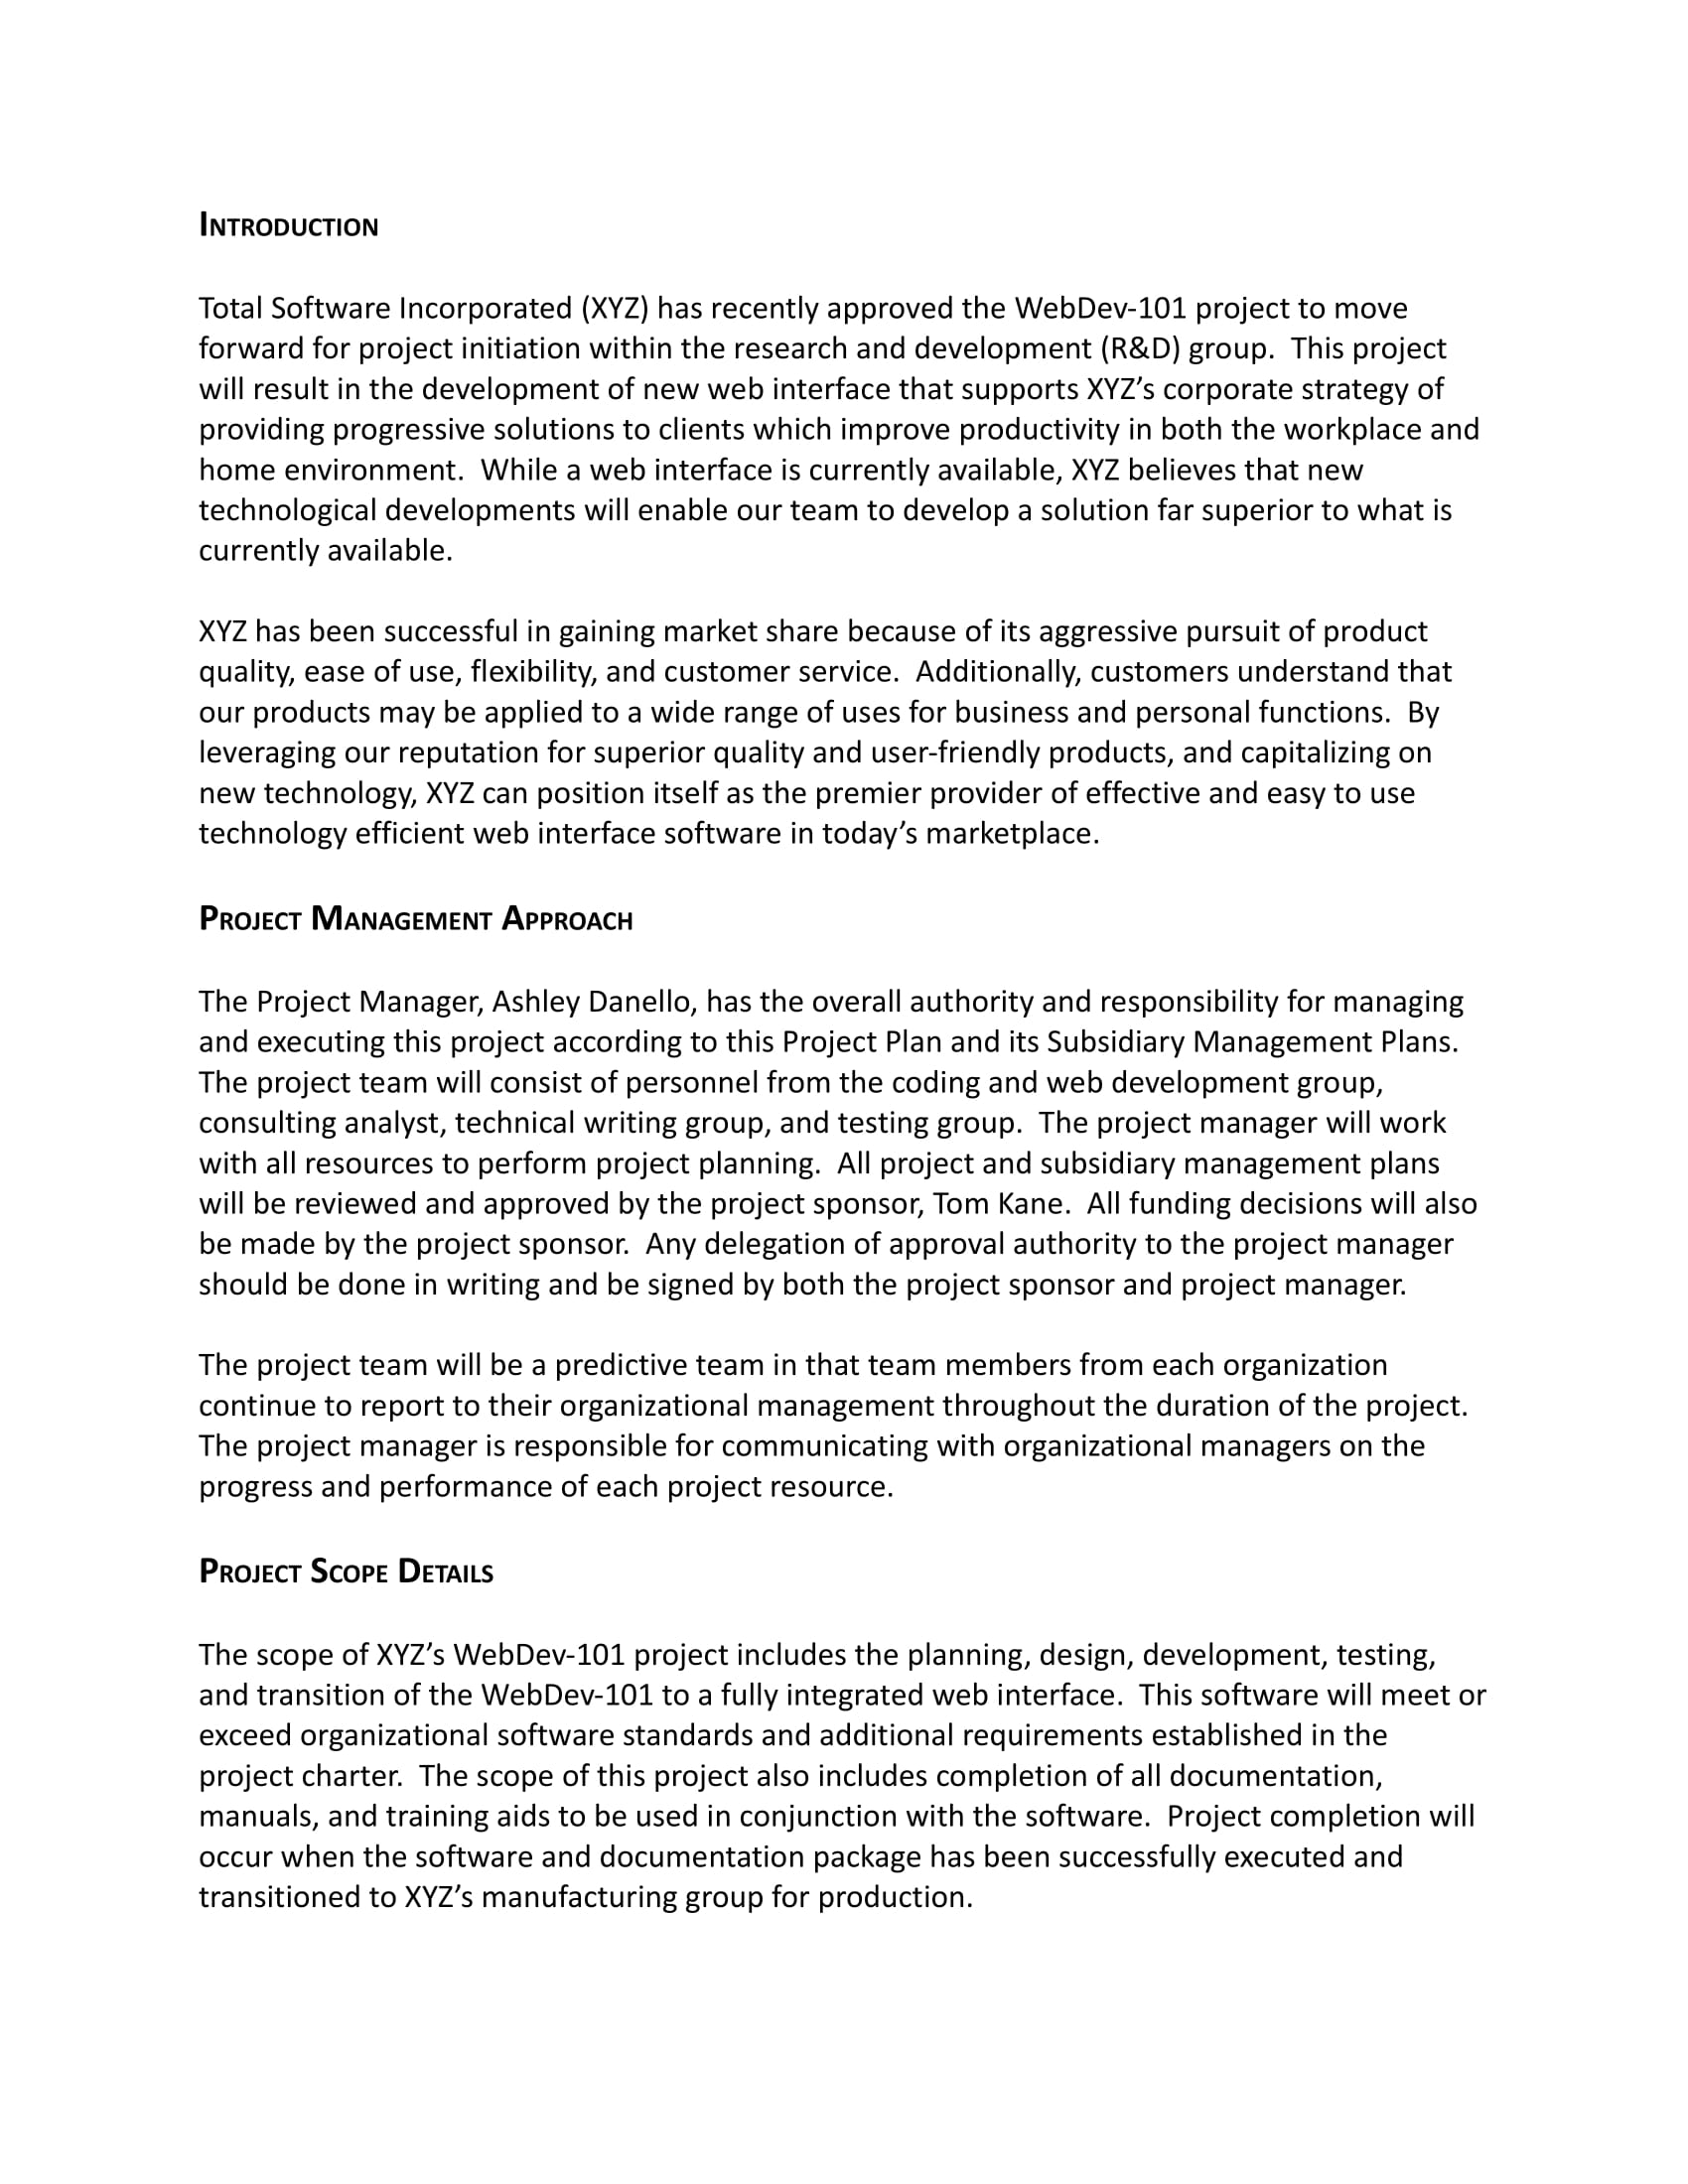 INTRODUCTION
Total Software Incorporated (XYZ) has recently approved the WebDev-101 project to move
forward for project initiation within the research and development (R&D) group.  This project
will result in the development of new web interface that supports XYZ’s corporate strategy of
providing progressive solutions to clients which improve productivity in both the workplace and
home environment.  While a web interface is currently available, XYZ believes that new
technological developments will enable our team to develop a solution far superior to what is
currently available.
XYZ has been successful in gaining market share because of its aggressive pursuit of product
quality, ease of use, flexibility, and customer service.  Additionally, customers understand that
our products may be applied to a wide range of uses for business and personal functions.  By
leveraging our reputation for superior quality and user-friendly products, and capitalizing on
new technology, XYZ can position itself as the premier provider of effective and easy to use
technology efficient web interface software in today’s marketplace.
PROJECT MANAGEMENT APPROACH
The Project Manager, Ashley Danello, has the overall authority and responsibility for managing
and executing this project according to this Project Plan and its Subsidiary Management Plans.
The project team will consist of personnel from the coding and web development group,
consulting analyst, technical writing group, and testing group.  The project manager will work
with all resources to perform project planning.  All project and subsidiary management plans
will be reviewed and approved by the project sponsor, Tom Kane.  All funding decisions will also
be made by the project sponsor.  Any delegation of approval authority to the project manager
should be done in writing and be signed by both the project sponsor and project manager.
The project team will be a predictive team in that team members from each organization
continue to report to their organizational management throughout the duration of the project.
The project manager is responsible for communicating with organizational managers on the
progress and performance of each project resource.
PROJECT SCOPE DETAILS
The scope of XYZ’s WebDev-101 project includes the planning, design, development, testing,
and transition of the WebDev-101 to a fully integrated web interface.  This software will meet or
exceed organizational software standards and additional requirements established in the
project charter.  The scope of this project also includes completion of all documentation,
manuals, and training aids to be used in conjunction with the software.  Project completion will
occur when the software and documentation package has been successfully executed and
transitioned to XYZ’s manufacturing group for production.